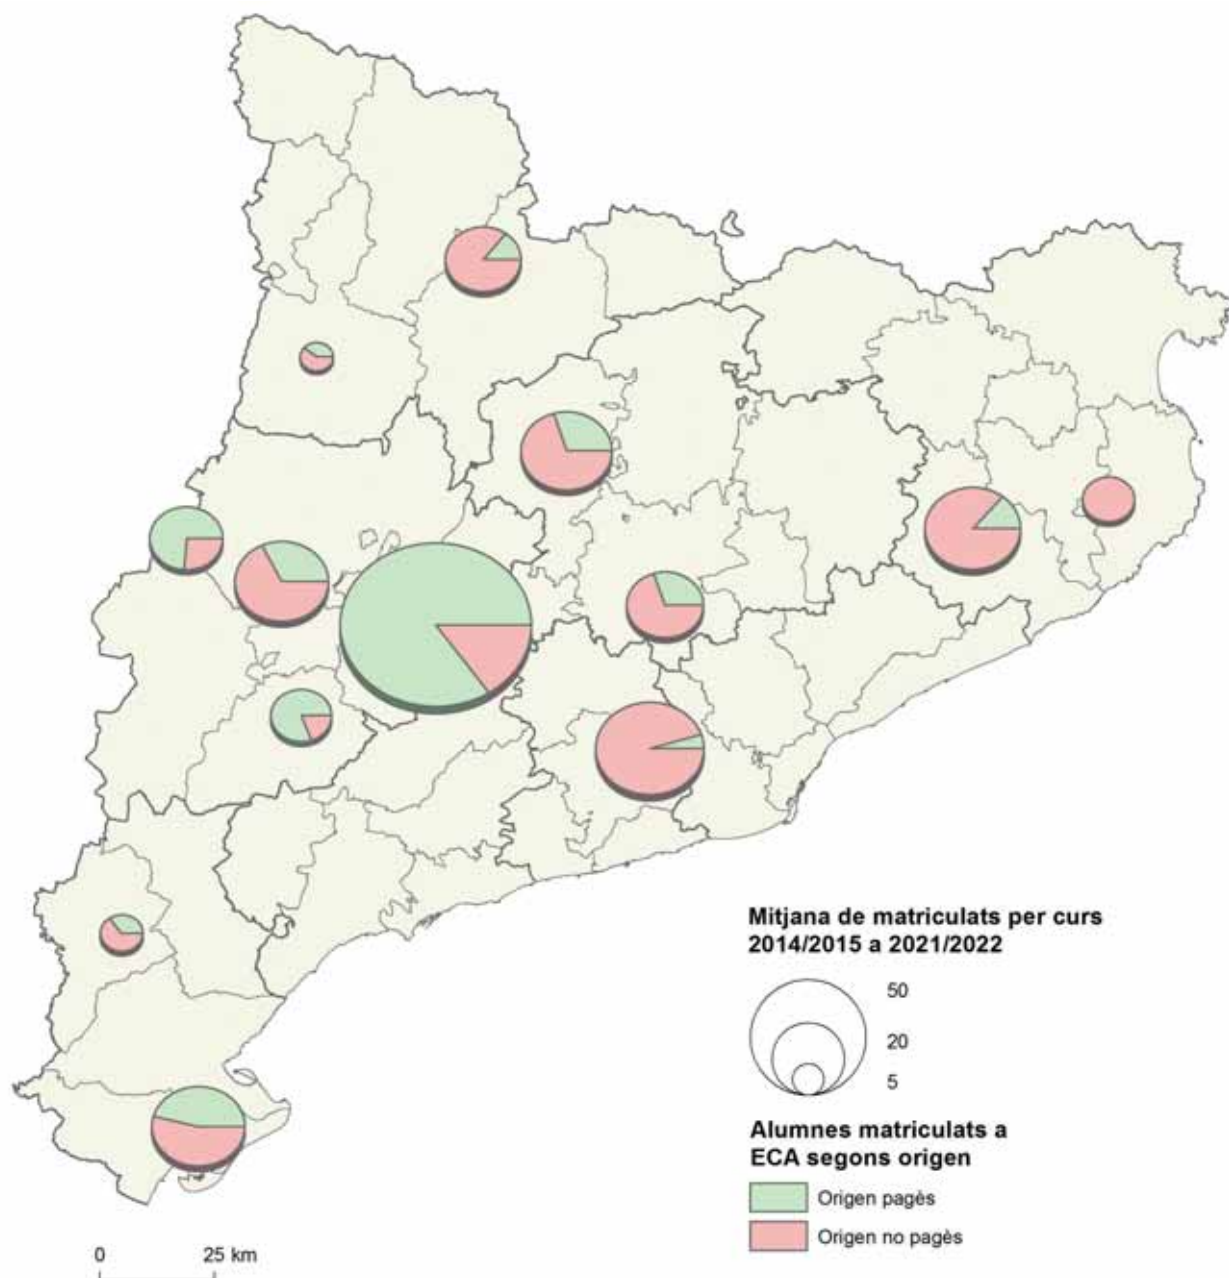 Mitjana de matriculats per curs
2014/2015 a 2021/2022
50
20
5
Alumnes matriculats a
ECA segons origen
Origen pagès
Origen no pagès
0 25 km